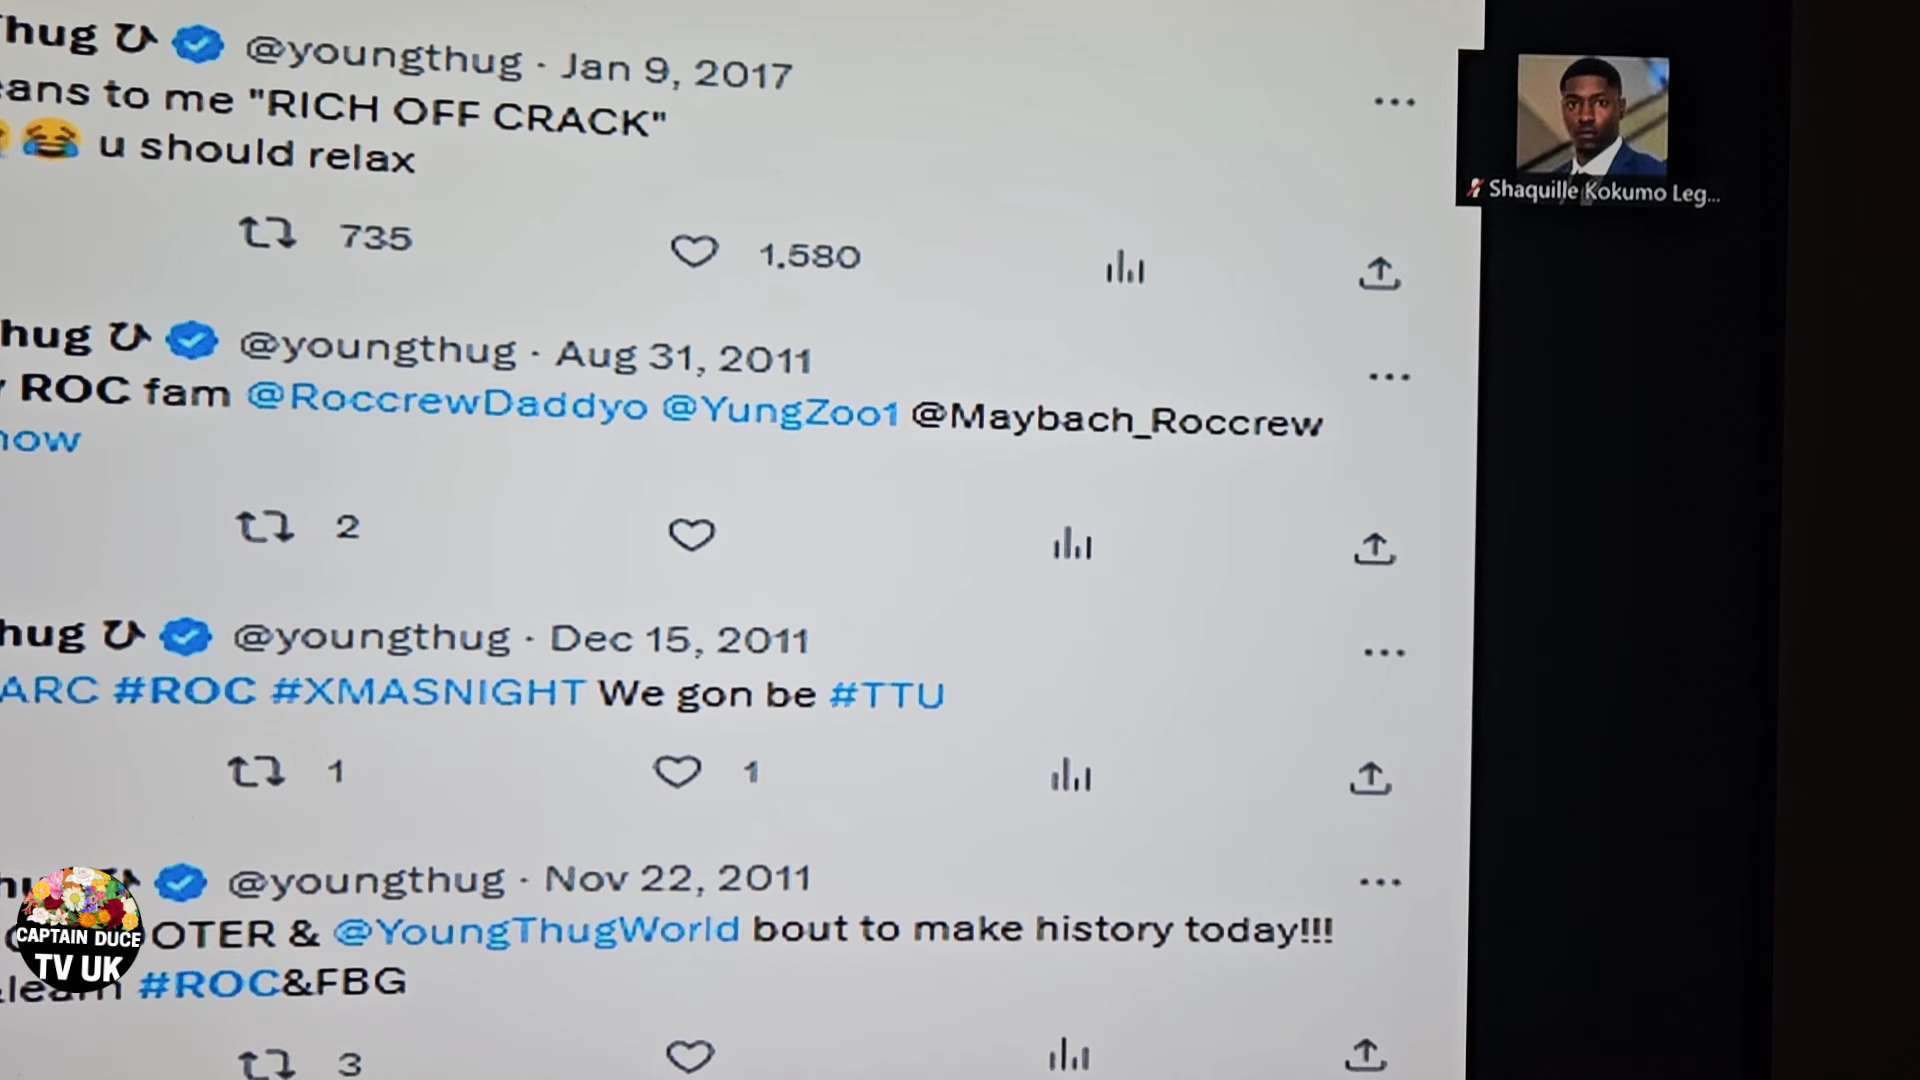 hug ひ @youngthug · Jan 9, 2017
eans to me "RICH OFF CRACK"
u should relax
735 1.580
hug ひ @youngthug · Aug 31, 2011
ROC fam @RoccrewDaddyo @YungZoo1 @Maybach_Roccrew
now
2
hug ひ @youngthug · Dec 15, 2011
ARC #ROC #XMASNIGHT We gon be #TTU
1 1
@youngthug · Nov 22, 2011
OTER & @YoungThugWorld bout to make history today!!!
learn #ROC&FBG
3
Shaquille Kokumo Leg...
CAPTAIN DUCE
TV UK